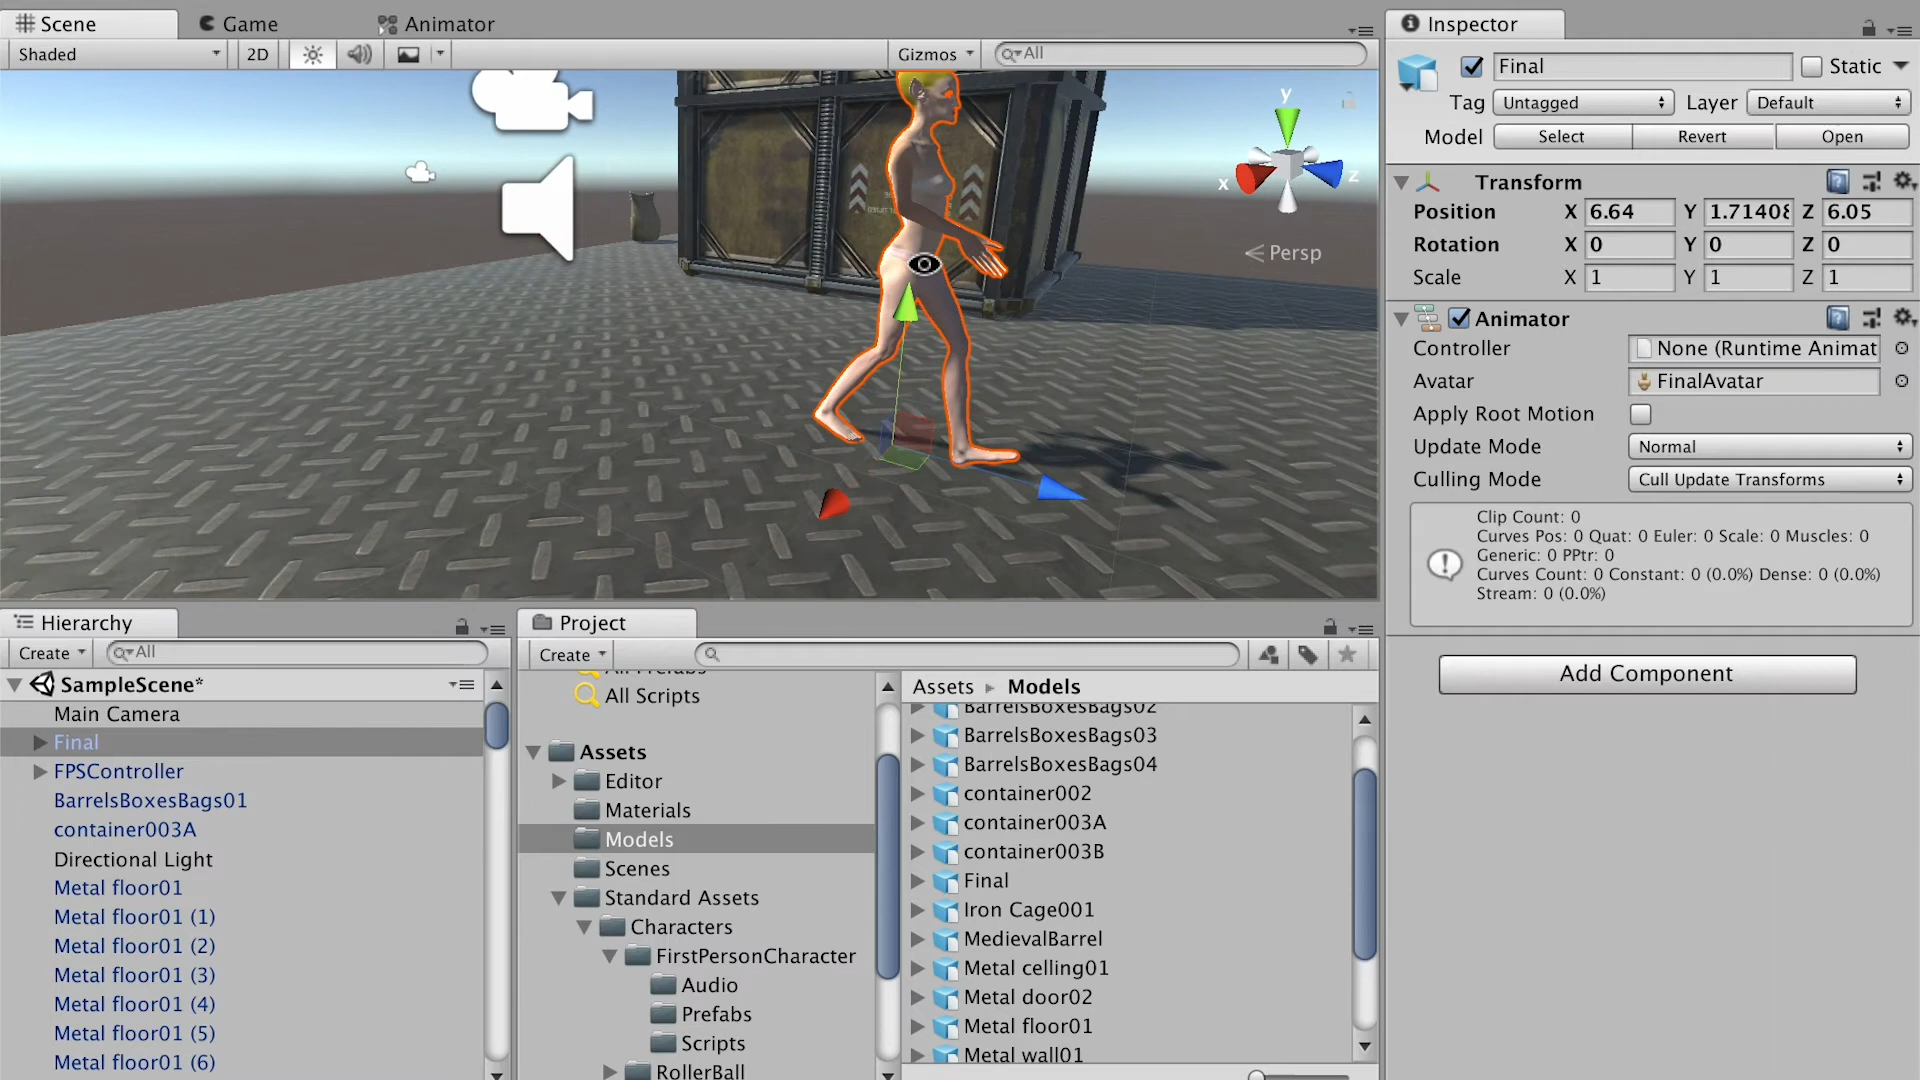 Scene
Game
Animator
Shaded
2D
Gizmos
All
y
x
z
Persp
Inspector
Final
Static
Tag Untagged Layer Default
Model Select Revert Open
Transform
Position X 6.64 Y 1.71408 Z 6.05
Rotation X 0 Y 0 Z 0
Scale X 1 Y 1 Z 1
Animator
Controller None (Runtime Animat
Avatar FinalAvatar
Apply Root Motion
Update Mode Normal
Culling Mode Cull Update Transforms
Clip Count: 0
Curves Pos: 0 Quat: 0 Euler: 0 Scale: 0 Muscles: 0
Generic: 0 PPtr: 0
Curves Count: 0 Constant: 0 (0.0%) Dense: 0 (0.0%)
Stream: 0 (0.0%)
Add Component
Hierarchy
Create All
SampleScene*
Main Camera
Final
FPSController
BarrelsBoxesBags01
container003A
Directional Light
Metal floor01
Metal floor01 (1)
Metal floor01 (2)
Metal floor01 (3)
Metal floor01 (4)
Metal floor01 (5)
Metal floor01 (6)
Project
Create
All Prefabs
All Scripts
Assets
Editor
Materials
Models
Scenes
Standard Assets
Characters
FirstPersonCharacter
Audio
Prefabs
Scripts
RollerBall
Assets Models
BarrelsBoxesBags02
BarrelsBoxesBags03
BarrelsBoxesBags04
container002
container003A
container003B
Final
Iron Cage001
MedievalBarrel
Metal celling01
Metal door02
Metal floor01
Metal wall01